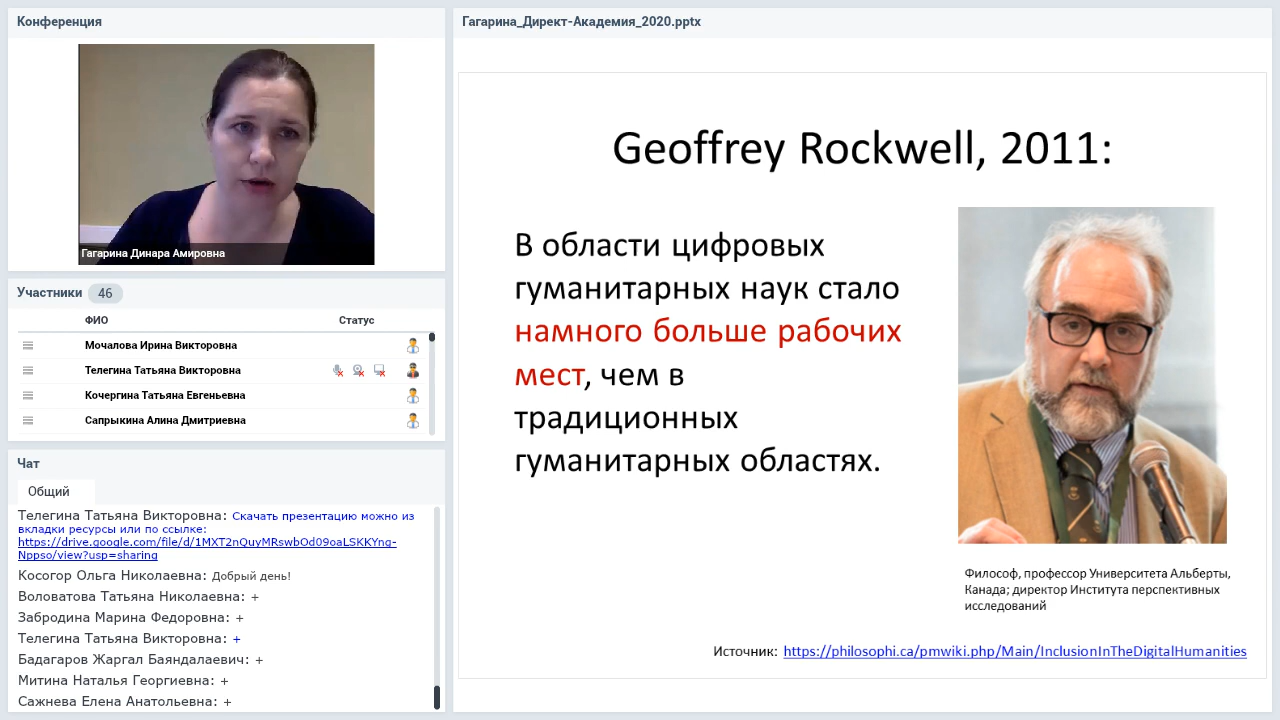 Конференция
Гагарина Динара Амировна
Участники 46
ФИО Статус
Мочалова Ирина Викторовна
Телегина Татьяна Викторовна
Кочергина Татьяна Евгеньевна
Сапрыкина Алина Дмитриевна
Чат
Общий
Телегина Татьяна Викторовна: Скачать презентацию можно из
вкладки ресурсы или по ссылке:
https://drive.google.com/file/d/1MXT2nQuyMRswbOd09oaLSKKYng-
Nppso/view?usp=sharing
Косогор Ольга Николаевна: Добрый день!
Воловатова Татьяна Николаевна: +
Забродина Марина Федоровна: +
Телегина Татьяна Викторовна: +
Бадагаров Жаргал Баяндалаевич: +
Митина Наталья Георгиевна: +
Сажнева Елена Анатольевна: +
Гагарина_Директ-Академия_2020.pptx
Geoffrey Rockwell, 2011:
В области цифровых
гуманитарных наук стало
намного больше рабочих
мест, чем в
традиционных
гуманитарных областях.
Философ, профессор Университета Альберты,
Канада; директор Института перспективных
исследований
Источник: https://philosophi.ca/pmwiki.php/Main/InclusionInTheDigitalHumanities